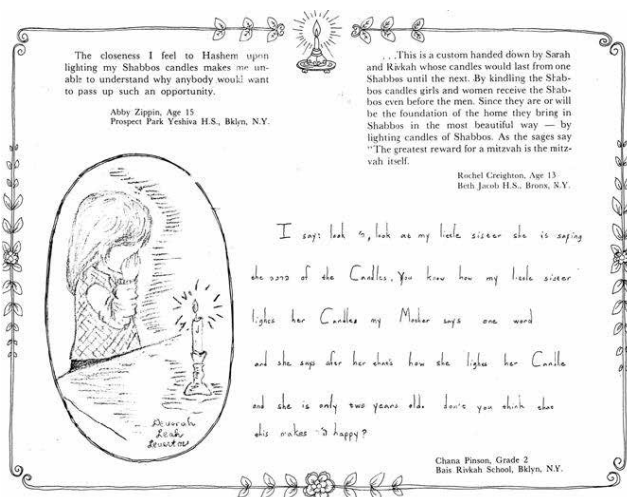 The closeness I feel to Hashem upon
lighting my Shabbos candles makes me un-
able to understand why anybody would want
to pass up such an opportunity.
Abby Zippin, Age 15
Prospect Park Yeshiva H.S., Bklyn, N.Y.
. . .This is a custom handed down by Sarah
and Rivkah whose candles would last from one
Shabbos until the next. By kindling the Shab-
bos candles girls and women receive the Shab-
bos even before the men. Since they are or will
be the foundation of the home they bring in
Shabbos in the most beautiful way — by
lighting candles of Shabbos. As the sages say
"The greatest reward for a mitzvah is the mitz-
vah itself.
Rochel Creighton, Age 13
Beth Jacob H.S., Bronx, N.Y.
I say: look look at my little sister she is saying
the ברכה of the Candles. You know how my little sister
lights her Candles my Mother says one word
and she says after her that's how she lights her Candle
and she is only two years old. don't you think that
this makes happy?
Devorah
Leah
Chana Pinson, Grade 2
Bais Rivkah School, Bklyn, N.Y.